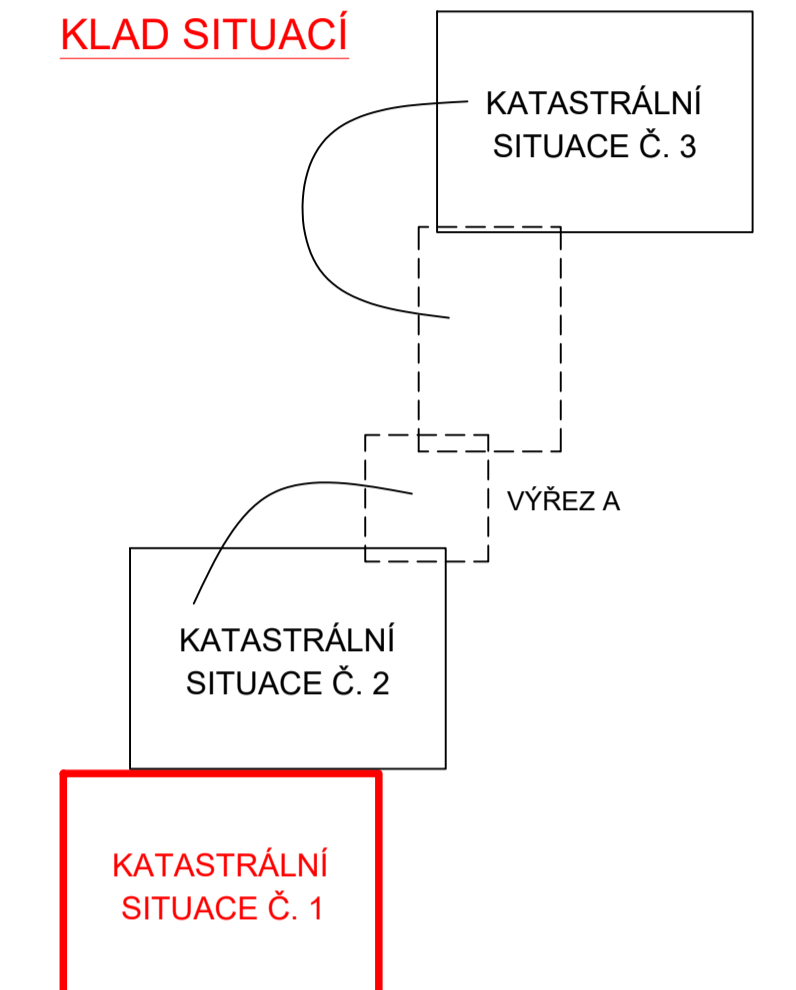 KLAD SITUACÍ
KATASTRÁLNÍ
SITUACE Č. 3
VÝŘEZ A
KATASTRÁLNÍ
SITUACE Č. 2
KATASTRÁLNÍ
SITUACE Č. 1